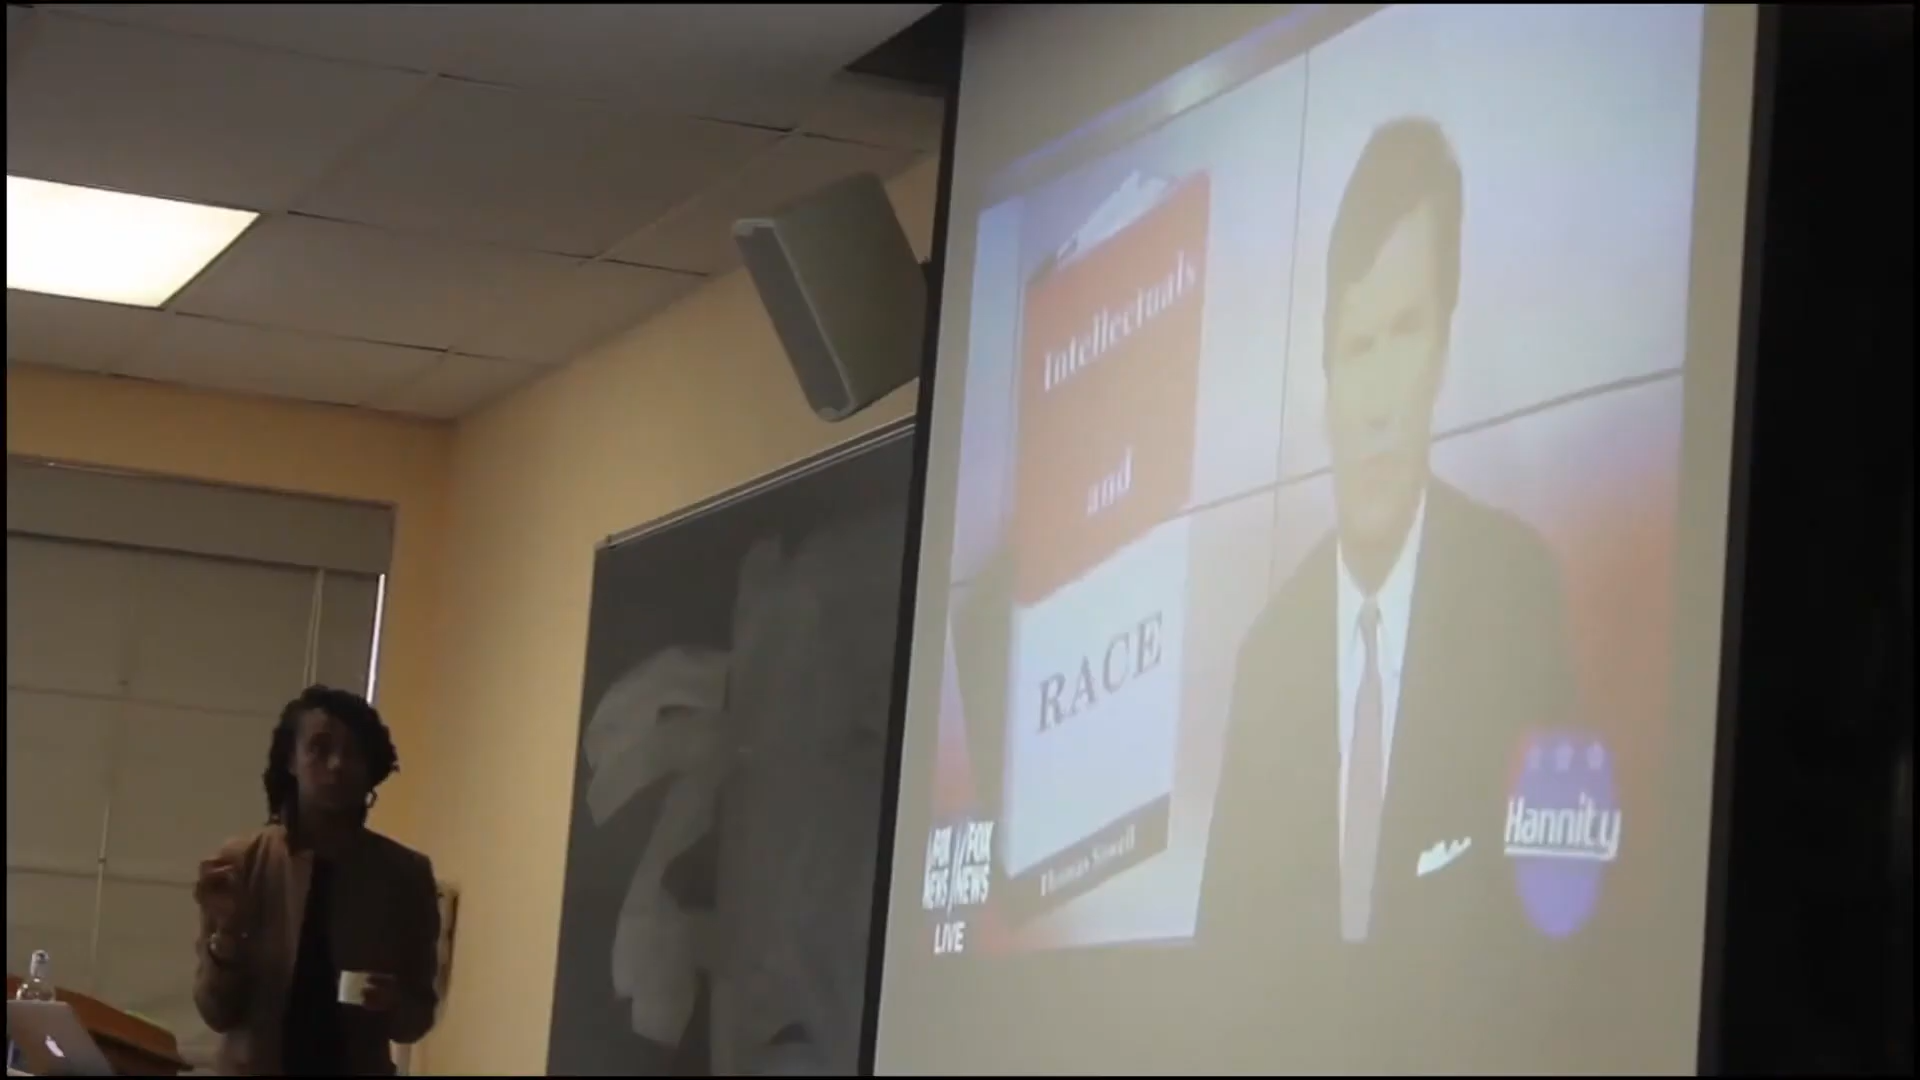 Intellectuals
and
RACE
Thomas Sowell
FOX
NEWS
FOX
NEWS
LIVE
Hannity